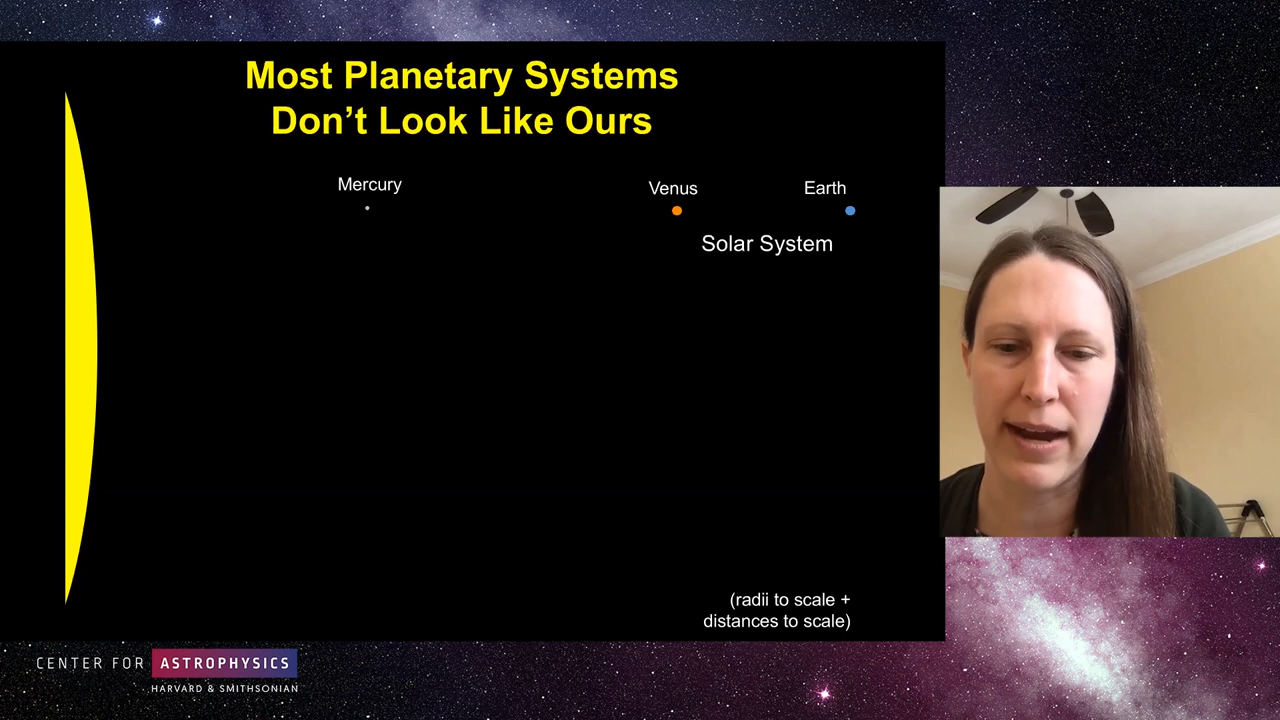 Most Planetary Systems
Don’t Look Like Ours
Mercury
Venus
Earth
Solar System
(radii to scale +
distances to scale)
CENTER FOR ASTROPHYSICS
HARVARD & SMITHSONIAN